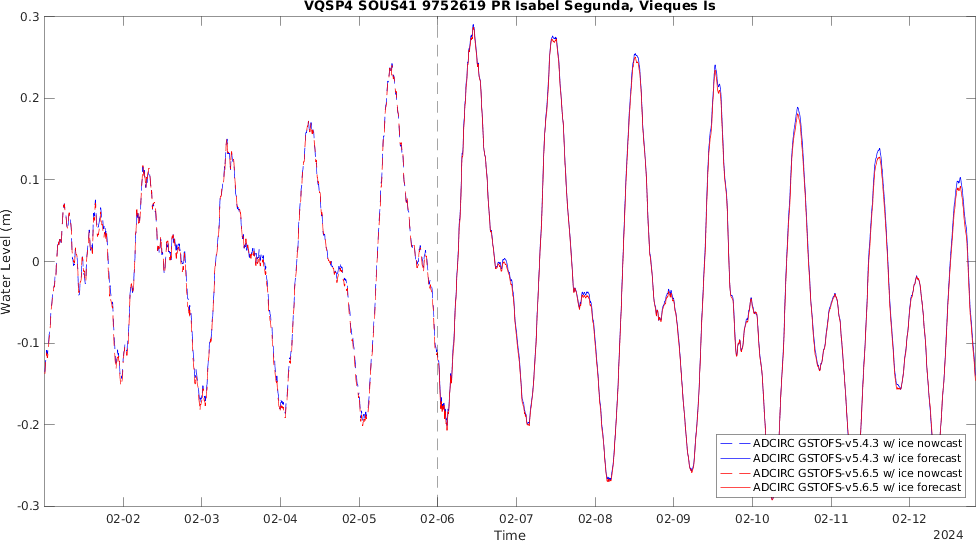 VQSP4 SOUS41 9752619 PR Isabel Segunda, Vieques Is
0.3
0.2
0.1
0
-0.1
-0.2
-0.3
Water Level (m)
02-02 02-03 02-04 02-05 02-06 02-07 02-08 02-09 02-10 02-11 02-12
Time
2024
ADCIRC GSTOFS-v5.4.3 w/ ice nowcast
ADCIRC GSTOFS-v5.4.3 w/ ice forecast
ADCIRC GSTOFS-v5.6.5 w/ ice nowcast
ADCIRC GSTOFS-v5.6.5 w/ ice forecast